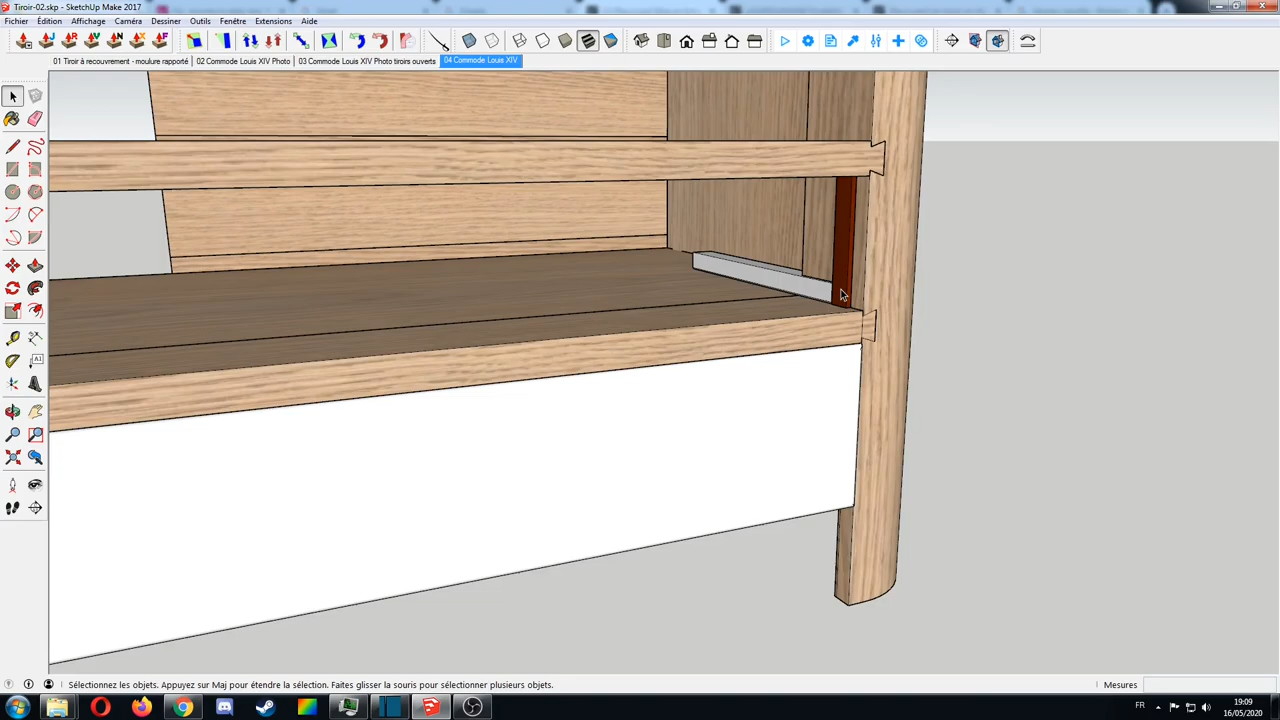 Tiroir-02.skp - SketchUp Make 2017
Fichier Édition Affichage Caméra Dessiner Outils Fenêtre Extensions Aide
01 Tiroir à recouvrement - moulure rapporté 02 Commode Louis XIV Photo 03 Commode Louis XIV Photo tiroirs ouverts 04 Commode Louis XIV
Sélectionnez les objets. Appuyez sur Maj pour étendre la sélection. Faites glisser la souris pour sélectionner plusieurs objets.
Mesures
FR
19:09
16/05/2020